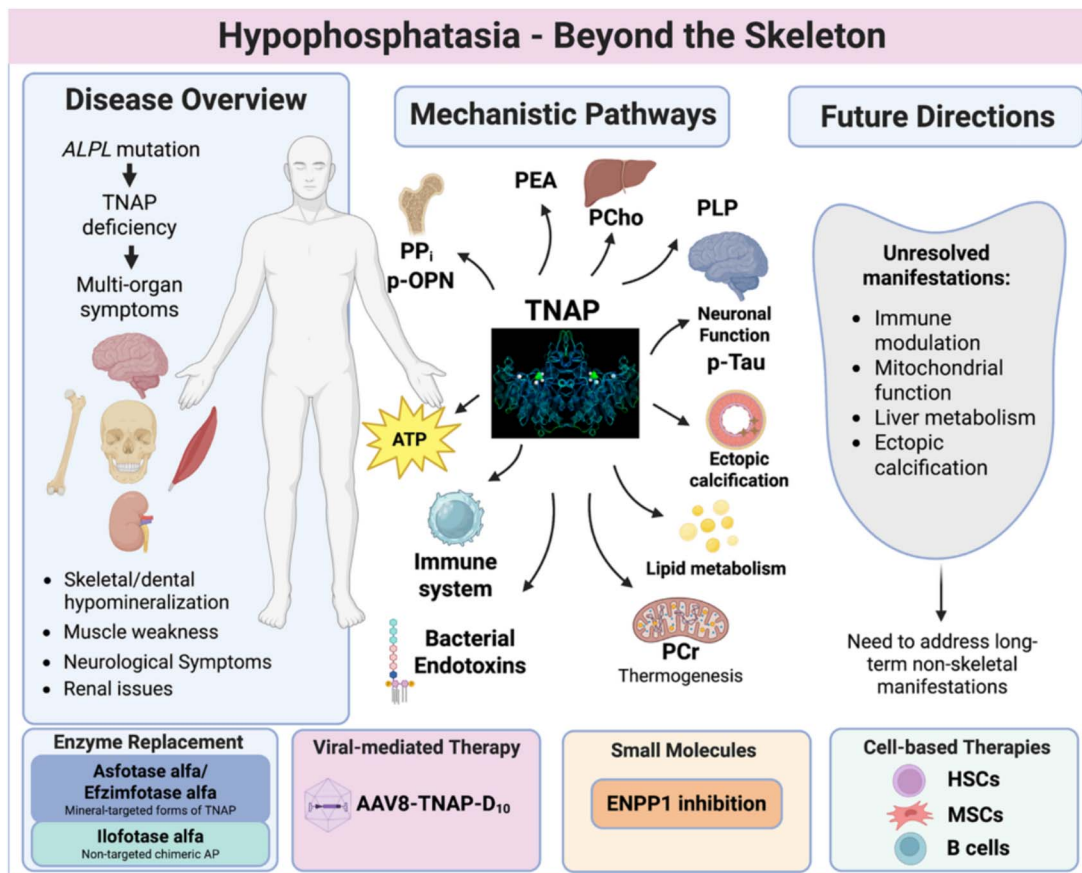 Hypophosphatasia - Beyond the Skeleton
Disease Overview
ALPL mutation
TNAP
deficiency
Multi-organ
symptoms
• Skeletal/dental
hypomineralization
• Muscle weakness
• Neurological Symptoms
• Renal issues
Mechanistic Pathways
PPi
p-OPN
PEA
PCho
PLP
TNAP
Neuronal
Function
p-Tau
ATP
Ectopic
calcification
Immune
system
Lipid metabolism
Bacterial
Endotoxins
PCr
Thermogenesis
Future Directions
Unresolved
manifestations:
• Immune
modulation
• Mitochondrial
function
• Liver metabolism
• Ectopic
calcification
Need to address long-
term non-skeletal
manifestations
Enzyme Replacement
Asfotase alfa/
Efzimfotase alfa
Mineral-targeted forms of TNAP
Ilofotase alfa
Non-targeted chimeric AP
Viral-mediated Therapy
AAV8-TNAP-D10
Small Molecules
ENPP1 inhibition
Cell-based Therapies
HSCs
MSCs
B cells